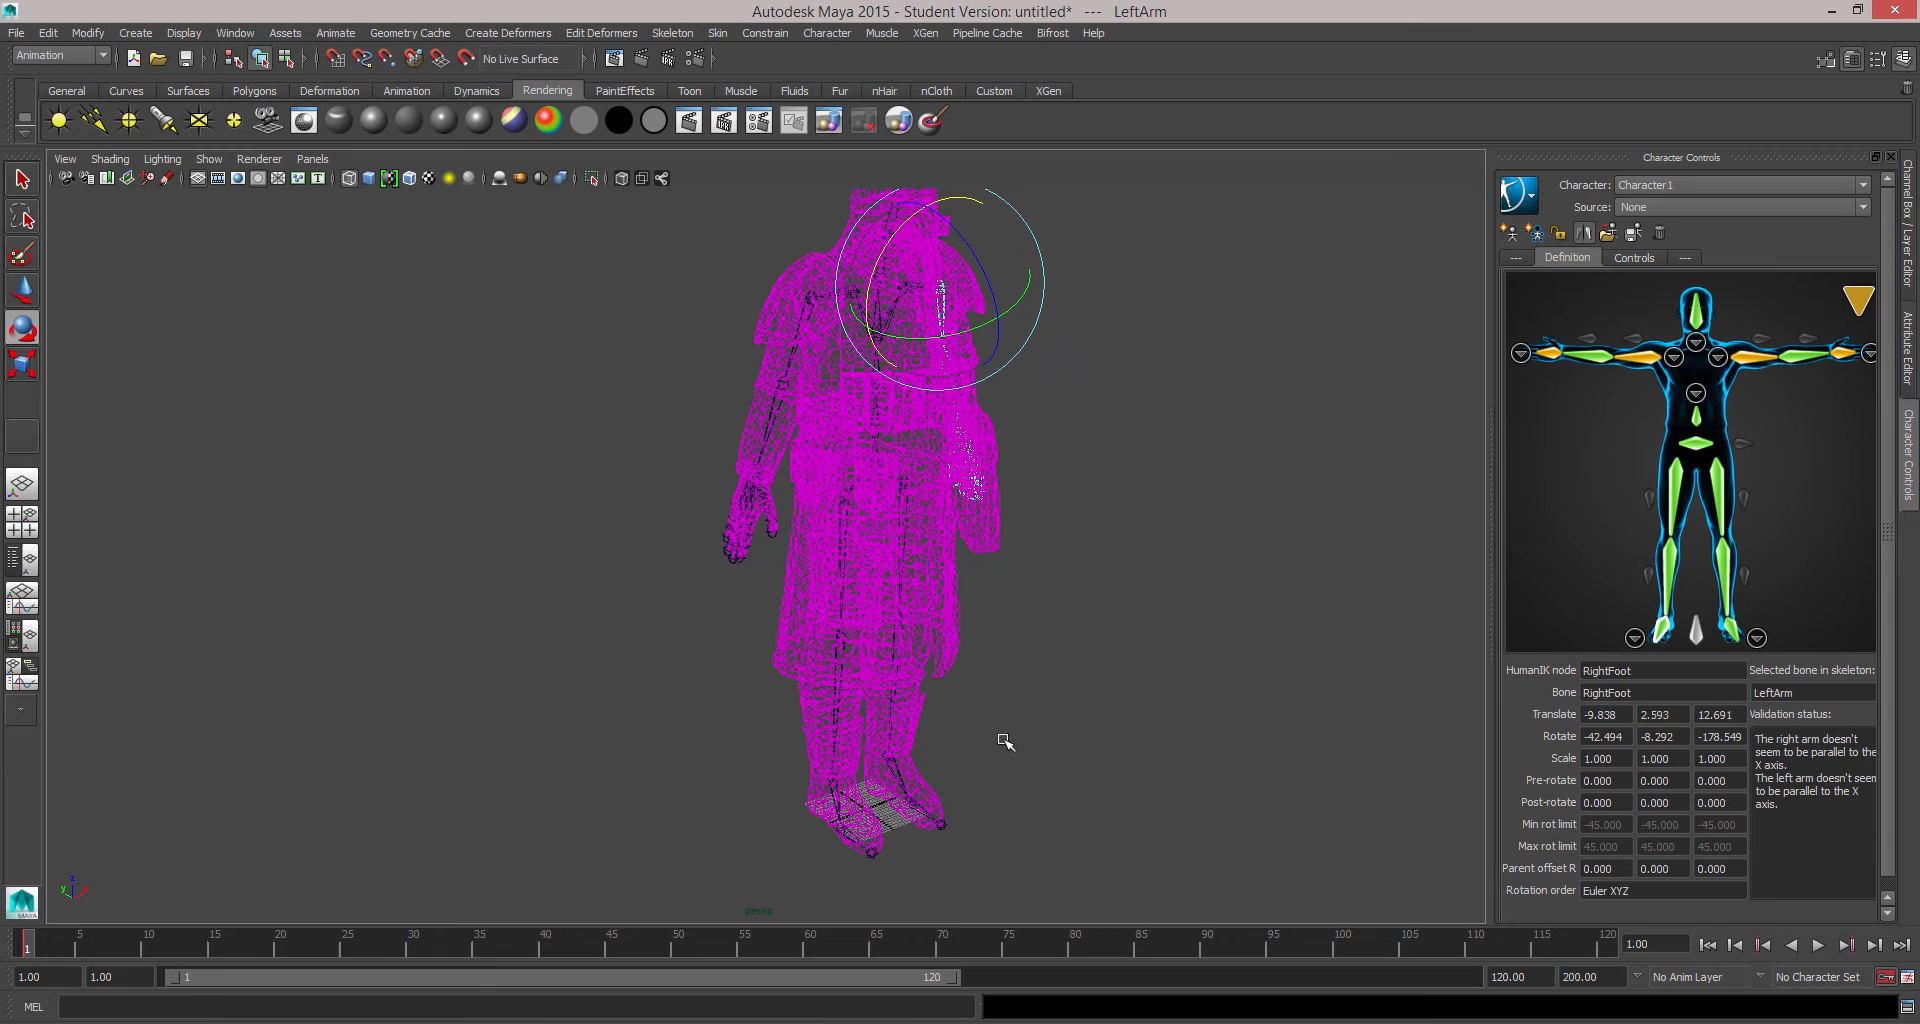 Autodesk Maya 2015 - Student Version: untitled* --- LeftArm
File Edit Modify Create Display Window Assets Animate Geometry Cache Create Deformers Edit Deformers Skeleton Skin Constrain Character Muscle XGen Pipeline Cache Bifrost Help
Animation No Live Surface
General Curves Surfaces Polygons Deformation Animation Dynamics Rendering PaintEffects Toon Muscle Fluids Fur nHair nCloth Custom XGen
View Shading Lighting Show Renderer Panels
Character Controls
Character: Character1
Source: None
--- Definition Controls ---
Channel Box / Layer Editor
Attribute Editor
Character Controls
HumanIK node RightFoot Selected bone in skeleton:
Bone RightFoot LeftArm
Translate -9.838 2.593 12.691 Validation status:
Rotate -42.494 -8.292 -178.549
Scale 1.000 1.000 1.000
Pre-rotate 0.000 0.000 0.000
Post-rotate 0.000 0.000 0.000
Min rot limit -45.000 -45.000 -45.000
Max rot limit 45.000 45.000 45.000
Parent offset R 0.000 0.000 0.000
Rotation order Euler XYZ
The right arm doesn't
seem to be parallel to the
X axis.
The left arm doesn't seem
to be parallel to the X
axis.
z
y
x
persp
MAYA
1 5 10 15 20 25 30 35 40 45 50 55 60 65 70 75 80 85 90 95 100 105 110 115 120 1.00
1.00 1.00 1 120 120.00 200.00 No Anim Layer No Character Set
MEL